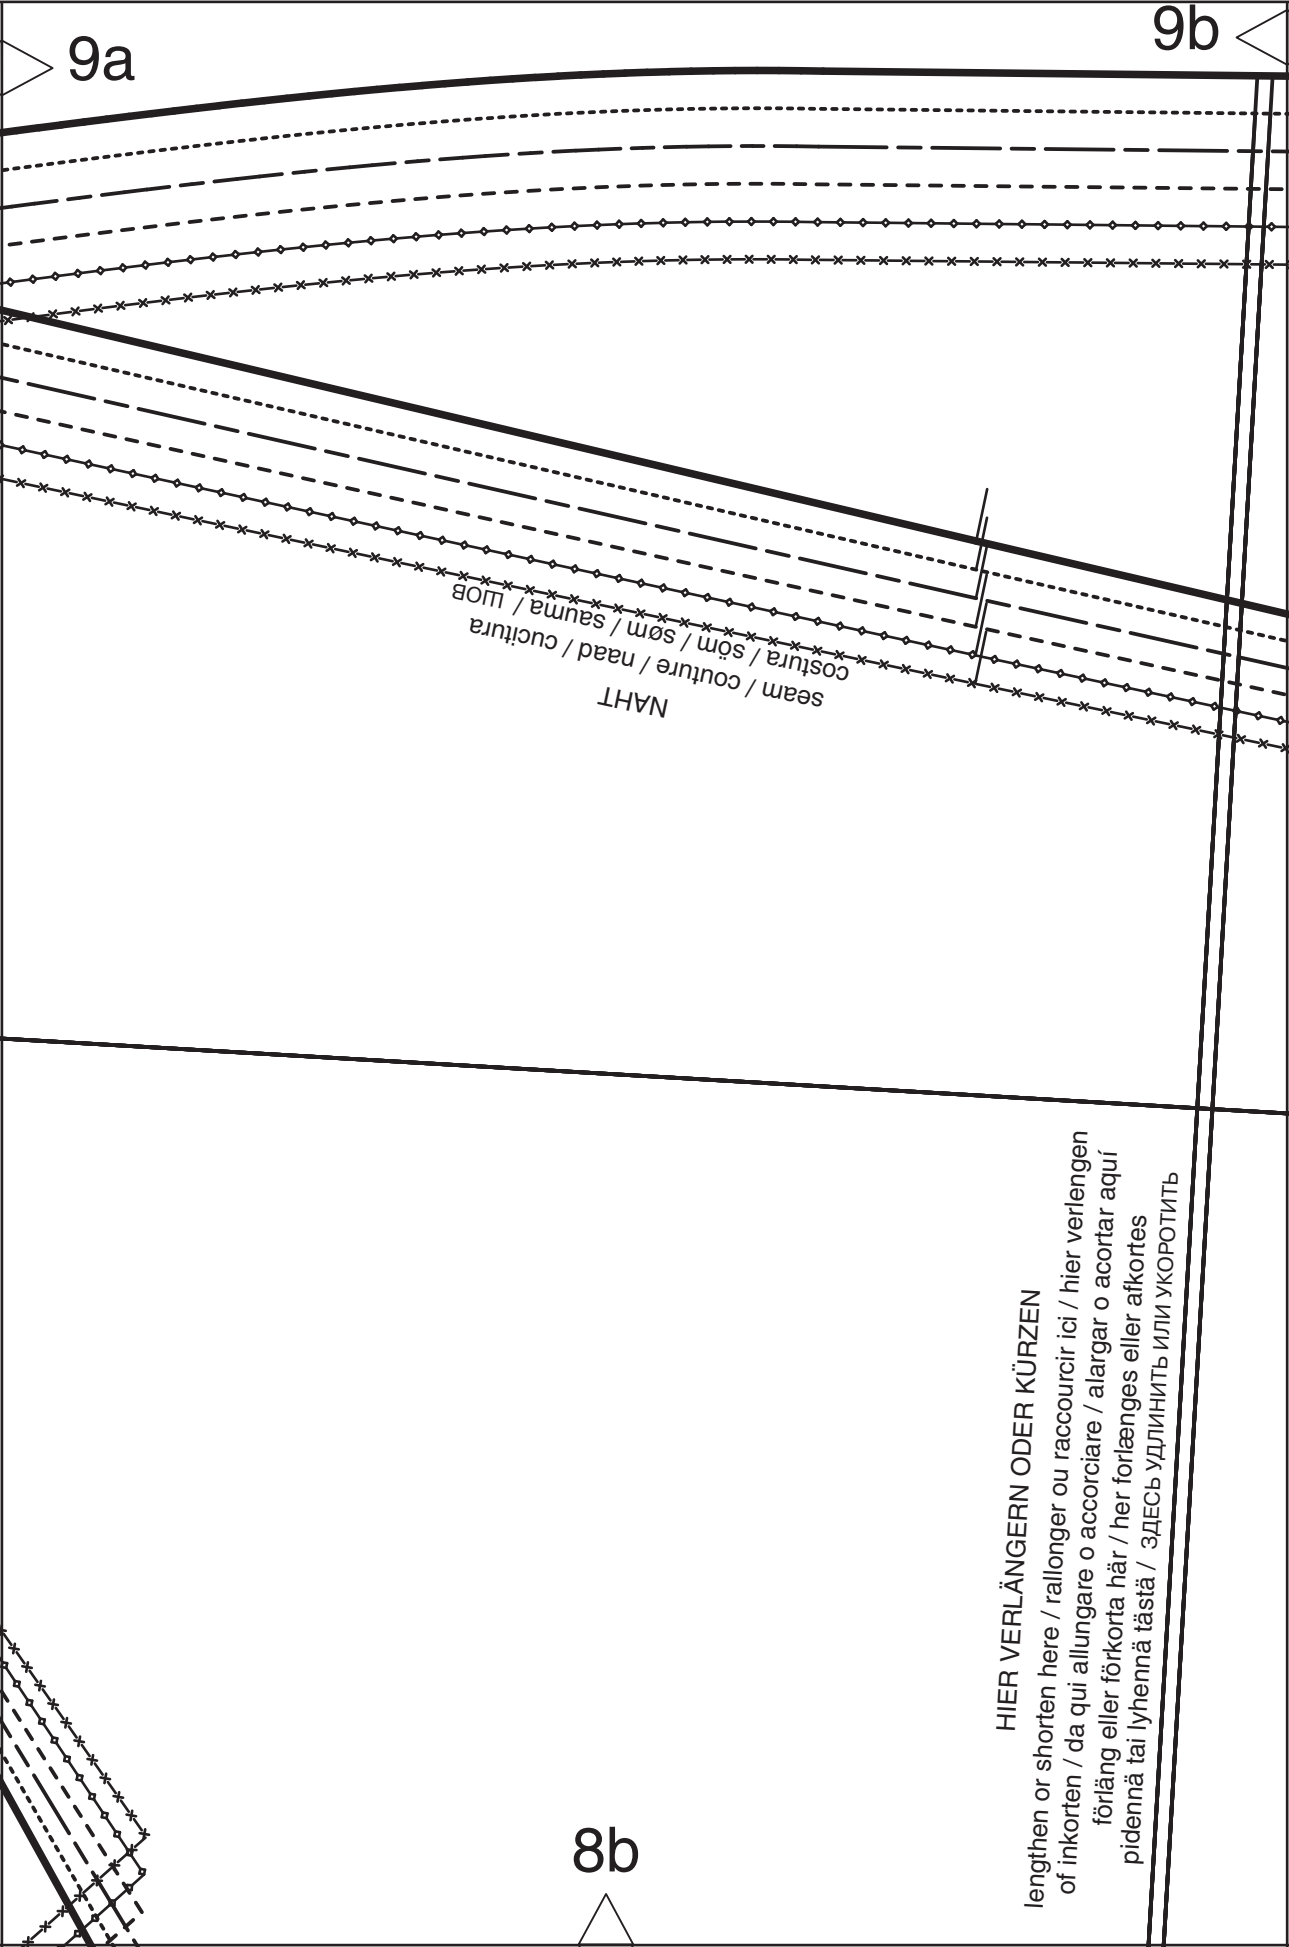 9a
9b
NAHT
seam / couture / naad / cucitura
costura / söm / søm / sauma / ШОВ
HIER VERLÄNGERN ODER KÜRZEN
lengthen or shorten here / rallonger ou raccourcir ici / hier verlengen
of inkorten / da qui allungare o accorciare / alargar o acortar aquí
förläng eller förkorta här / her forlænges eller afkortes
pidennä tai lyhennä tästä / ЗДЕСЬ УДЛИНИТЬ ИЛИ УКОРОТИТЬ
8b